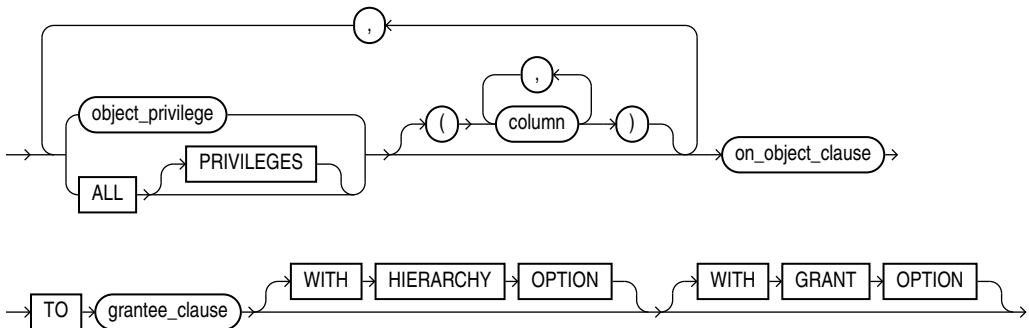 ,
,
object_privilege
( column )
PRIVILEGES
on_object_clause
ALL
WITH HIERARCHY OPTION WITH GRANT OPTION
TO grantee_clause